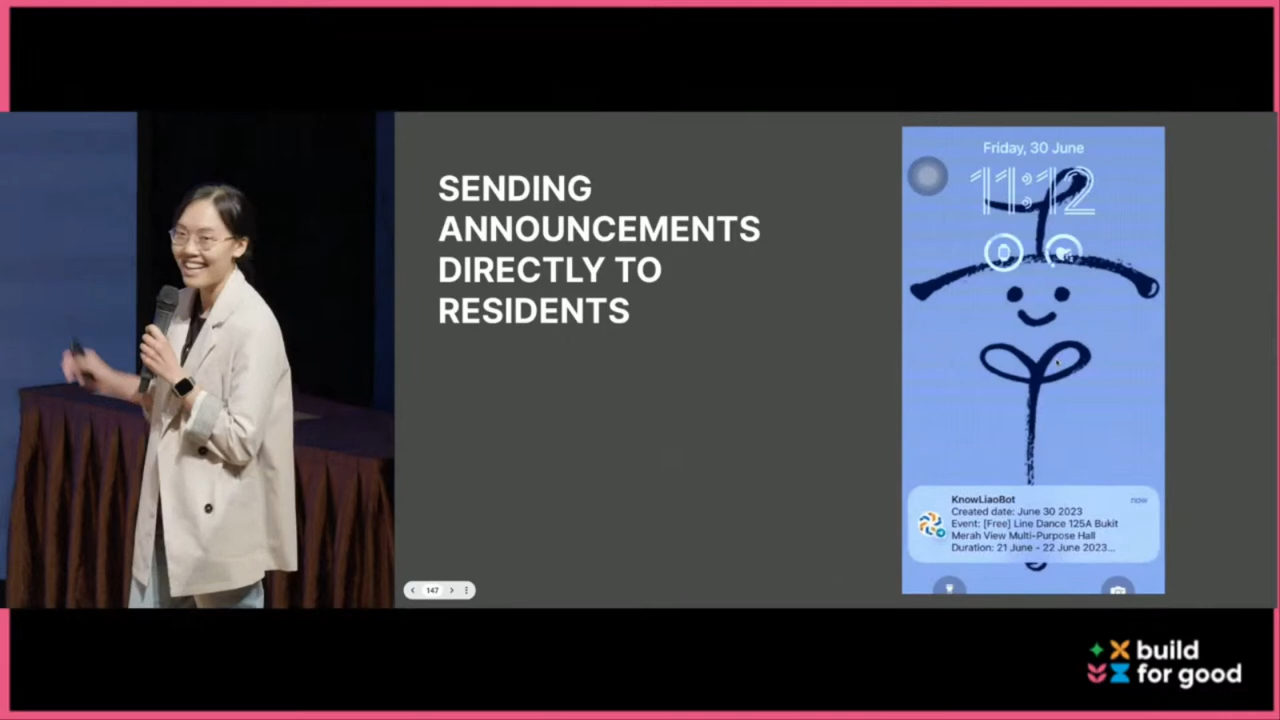 SENDING
ANNOUNCEMENTS
DIRECTLY TO
RESIDENTS
Friday, 30 June
11:12
KnowLiaoBot
now
Created date: June 30 2023
Event: [Free] Line Dance 125A Bukit
Merah View Multi-Purpose Hall
Duration: 21 June - 22 June 2023...
147
build
for good